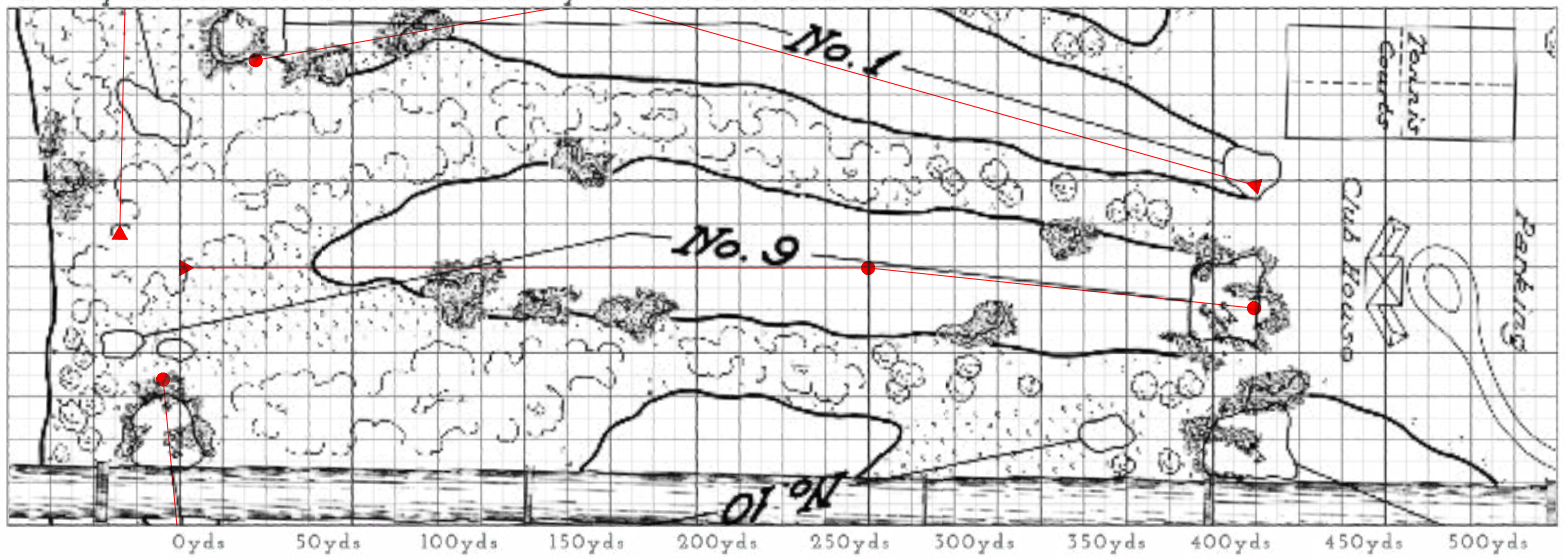 No.1
Tennis
Courts
No. 9
Club House
Parking
No. 10
0yds 50yds 100yds 150yds 200yds 250yds 300yds 350yds 400yds 450yds 500yds